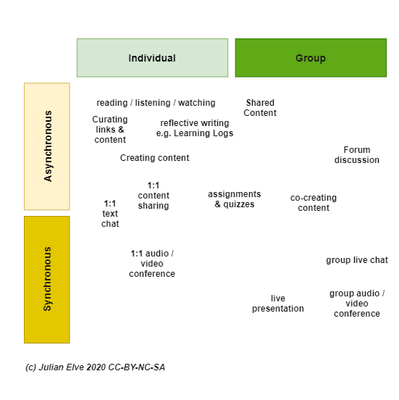 Individual
Group
Asynchronous
reading / listening / watching
Shared
Content
Curating
links &
content
reflective writing
e.g. Learning Logs
Creating content
Forum
discussion
1:1
content
sharing
assignments
& quizzes
co-creating
content
1:1
text
chat
Synchronous
1:1 audio /
video
conference
group live chat
live
presentation
group audio /
video
conference
(c) Julian Elve 2020 CC-BY-NC-SA